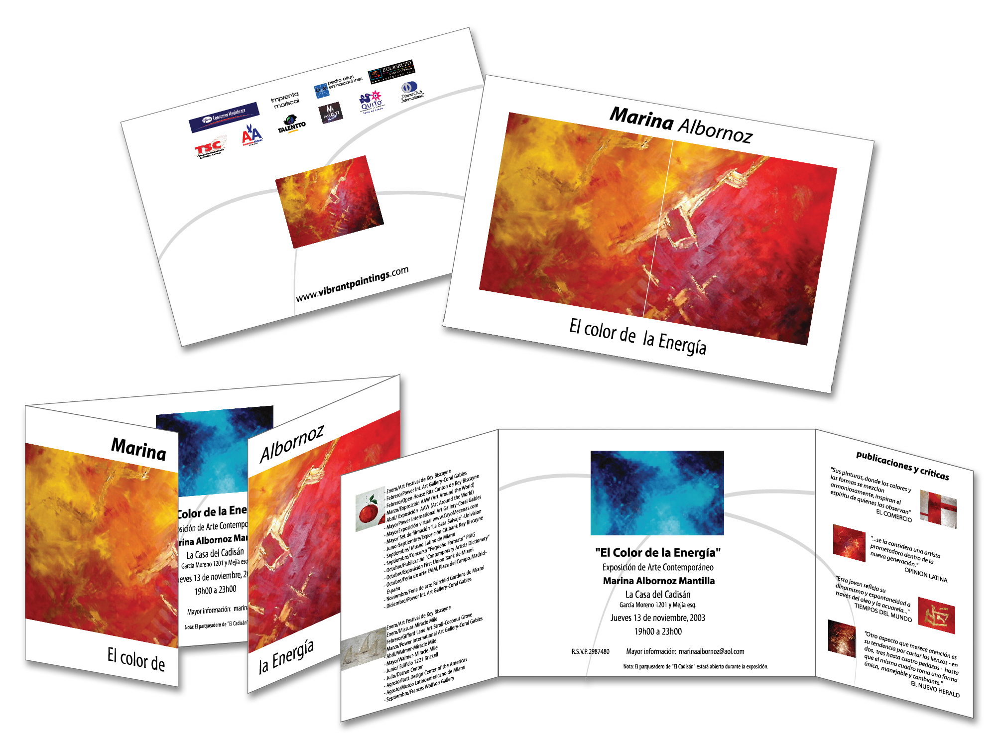 Pfizer Consumer Healthcare
Imprenta
mariscal
pedro eljuri
enmarcaciones
EQUIGRUPO
TSC
AA
AmericanAirlines
TALENTTO
MULTI
QUITO
Diners Club
International
www.vibrantpaintings.com
Marina Albornoz
El color de la Energía
Marina
El color de
Color de la Ene
sición de Arte Contempo
rina Albornoz Mar
La Casa del Cadisán
García Moreno 1201 y Mejía esq
eves 13 de noviembre, 20
19h00 a 23h00
Mayor información: marin
Nota: El parqueadero de "El Cadisán"
Albornoz
la Energía
- Enero/Art Festival de Key Biscayne
- Febrero/Power Int. Art Gallery-Coral Gables
- Febrero/Open House Ritz Carlton de Key Biscayne
Marzo/Exposición AAW (Art Around the World)
Abril/ Exposición AAW (Art Around the World)
- Mayo/Power International Art Gallery-Coral Gables
- Mayo/Exposición virtual www.CayoMecenas.com
- Mayo/ Set de filmación "La Gata Salvaje"-Univision
- Junio-Septiembre/Exposición Citibank Key Biscayne
- Septiembre/ Museo Latino de Miami
- Septiembre/Concurso "Pequeño Formato" PIAG
- Octubre/Publicación "Contemporary Artists Dictionary"
- Octubre/Exposición First Union Bank de Miami
- Octubre/Feria de arte FAIM, Plaza del Campo, Madrid-
España
- Noviembre/Feria de arte Fairchild Gardens de Miami
- Diciembre/Power Int. Art Gallery-Coral Gables
Enero/Art Festival de Key Biscayne
Enero/Missura Miracle Mile
Febrero/Gifford Lane Art Stroll-Coconut Grove
Marzo/Power International Art Gallery-Coral Gables
Abril/Walmer-Miracle Mile
- Mayo/Walmer-Miracle Mile
- Junio/ Edificio 1221 Brickell
- Julio/Datran Center
- Agosto/Rutt Design Center of the Americas
- Agosto/Museo Latinoamericano de Miami
- Septiembre/Frances Wolfson Gallery
"El Color de la Energía"
Exposición de Arte Contemporáneo
Marina Albornoz Mantilla
La Casa del Cadisán
García Moreno 1201 y Mejía esq.
Jueves 13 de noviembre, 2003
19h00 a 23h00
R.S.V.P. 2987480 Mayor información: marinaalbornoz@aol.com
Nota: El parqueadero de "El Cadisán" estará abierto durante la exposición.
publicaciones y críticas
"Sus pinturas, donde los colores y
las formas se mezclan
armoniosamente, inspiran el
espíritu de quienes las observan"
EL COMERCIO
"...se la considera una artista
prometedora dentro de la
nueva generación."
OPINION LATINA
"Esta joven refleja su
dinamismo y espontaneidad a
través del oleo y la acuarela..."
TIEMPOS DEL MUNDO
"Otro aspecto que merece atención es
su tendencia por cortar los lienzos - en
dos, tres hasta cuatro pedazos - hasta
que el mismo cuadro toma una forma
única, manejable y cambiante."
EL NUEVO HERALD